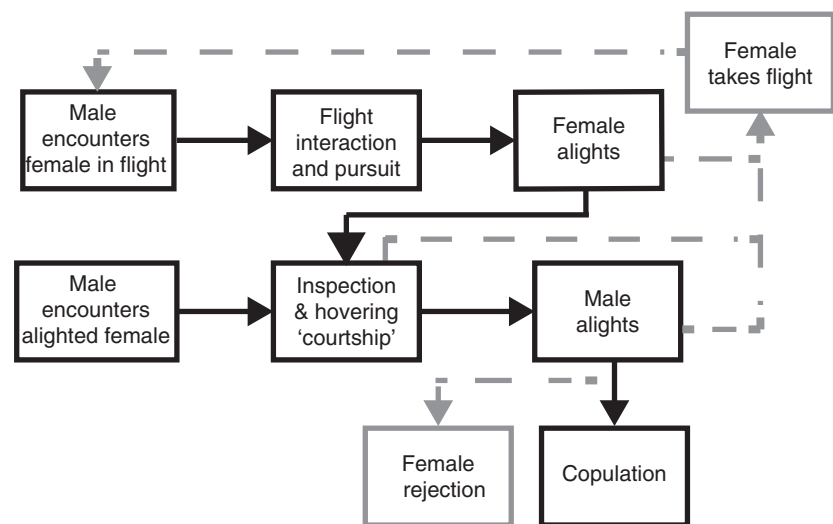 Female
takes flight
Male
encounters
female in flight
Flight
interaction
and pursuit
Female
alights
Male
encounters
alighted female
Inspection
& hovering
‘courtship’
Male
alights
Female
rejection
Copulation